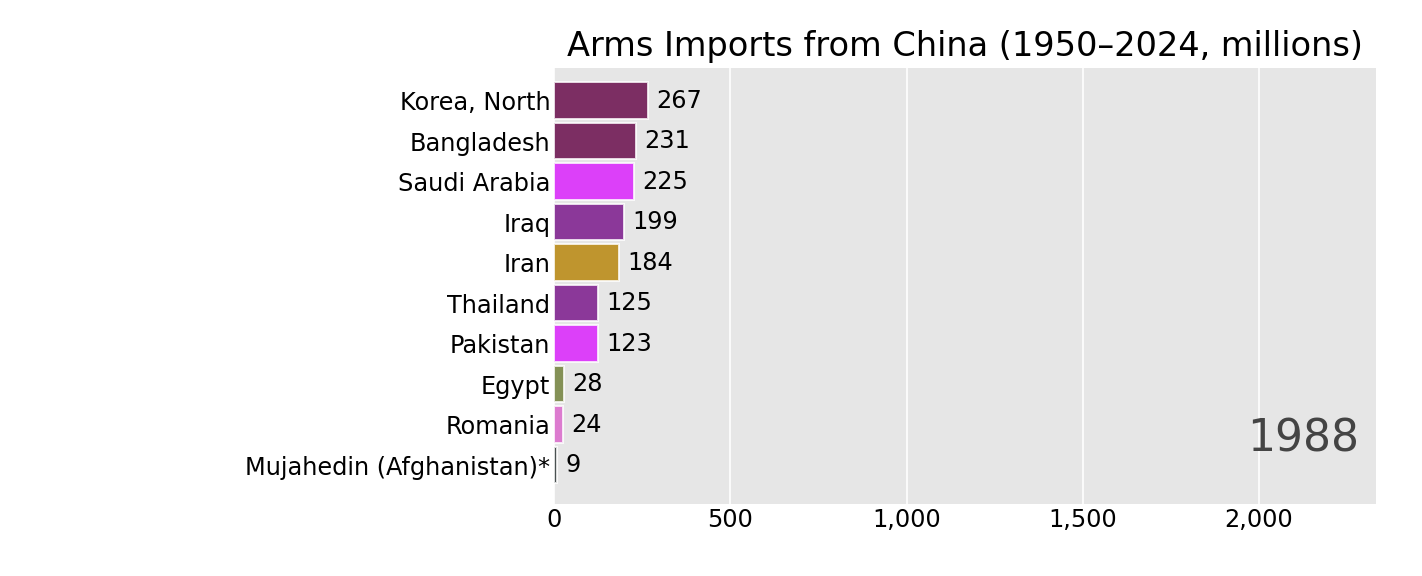 Arms Imports from China (1950–2024, millions)
Korea, North 267
Bangladesh 231
Saudi Arabia 225
Iraq 199
Iran 184
Thailand 125
Pakistan 123
Egypt 28
Romania 24
1988
Mujahedin (Afghanistan)* 9
0 500 1,000 1,500 2,000